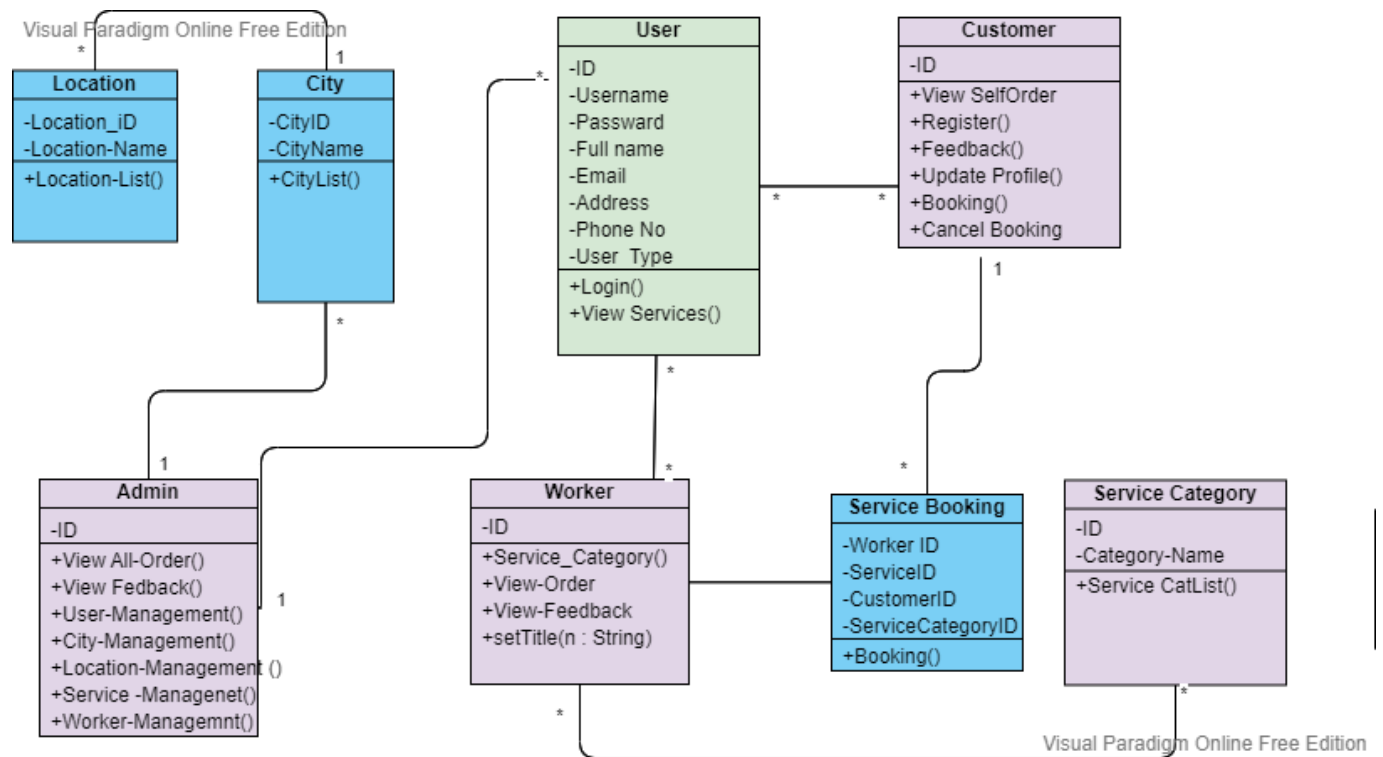 Visual Paradigm Online Free Edition
*
1
Location
-Location_iD
-Location-Name
+Location-List()
City
-CityID
-CityName
+CityList()
*
User
-ID
-Username
-Passward
-Full name
-Email
-Address
-Phone No
-User_Type
+Login()
+View Services()
*
*
*
*
Customer
-ID
+View SelfOrder
+Register()
+Feedback()
+Update Profile()
+Booking()
+Cancel Booking
1
1
Admin
-ID
+View All-Order()
+View Fedback()
+User-Management()
+City-Management()
+Location-Management ()
+Service -Managenet()
+Worker-Managemnt()
1
*
Worker
-ID
+Service_Category()
+View-Order
+View-Feedback
+setTitle(n : String)
*
*
Service Booking
-Worker ID
-ServiceID
-CustomerID
-ServiceCategoryID
+Booking()
Service Category
-ID
-Category-Name
+Service CatList()
*
Visual Paradigm Online Free Edition